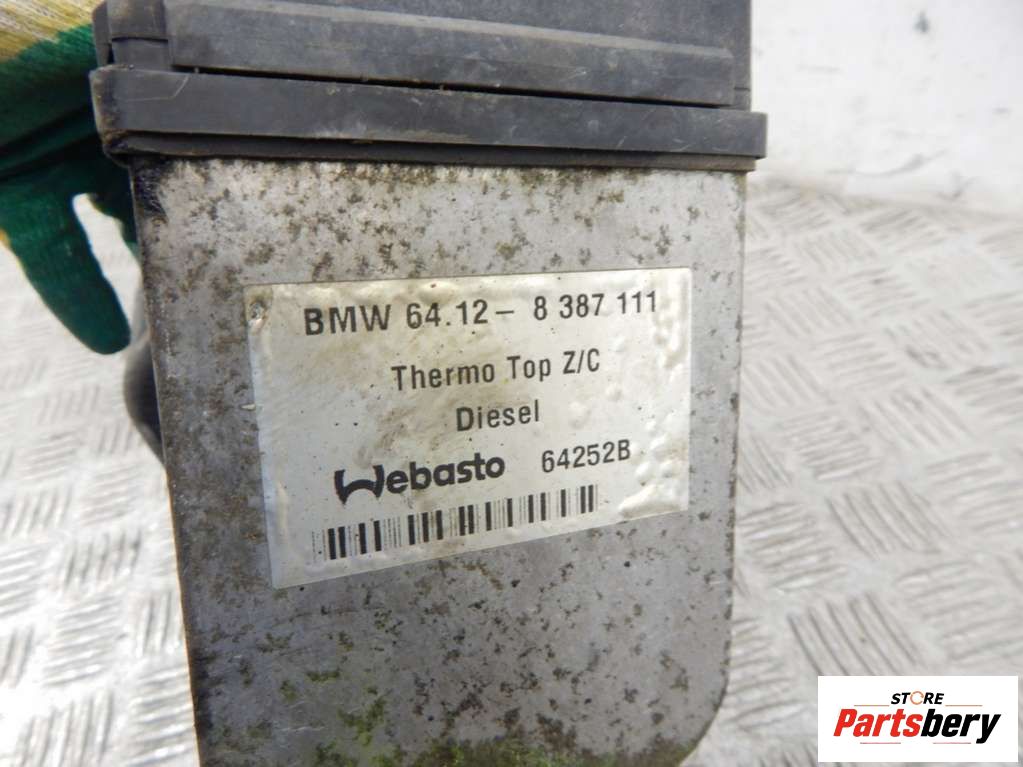 BMW 64.12- 8 387 111
Thermo Top Z/C
Diesel
Webasto 64252B
STORE
Partsbery